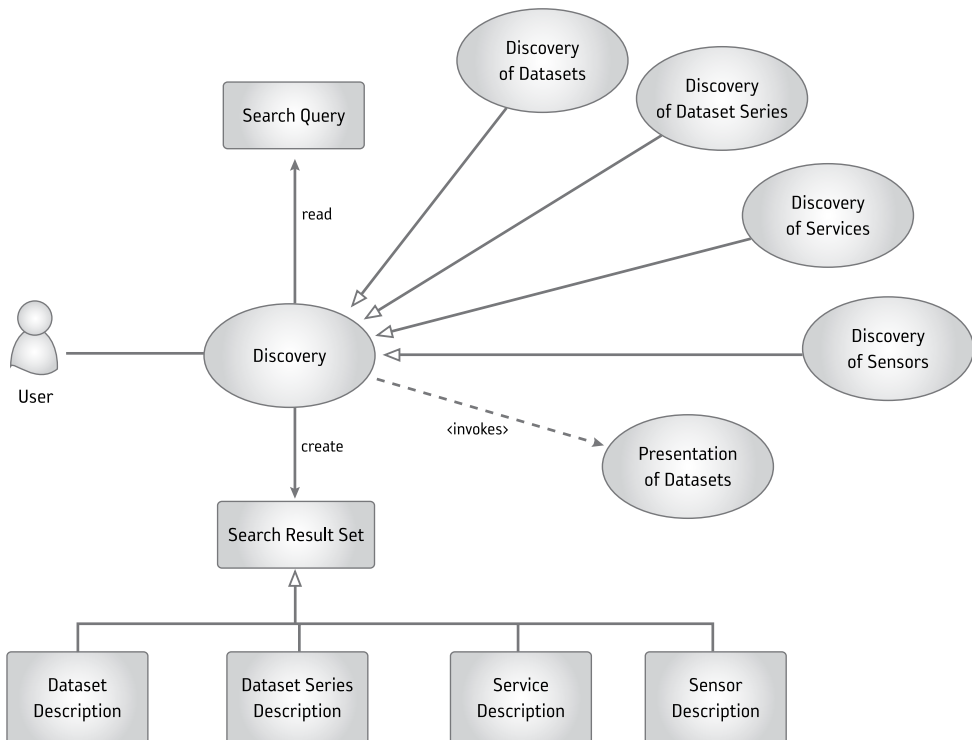 Discovery
of Datasets
Discovery
of Dataset Series
Search Query
Discovery
of Services
read
Discovery
of Sensors
Discovery
User
<invokes>
create
Presentation
of Datasets
Search Result Set
Dataset
Description
Dataset Series
Description
Service
Description
Sensor
Description